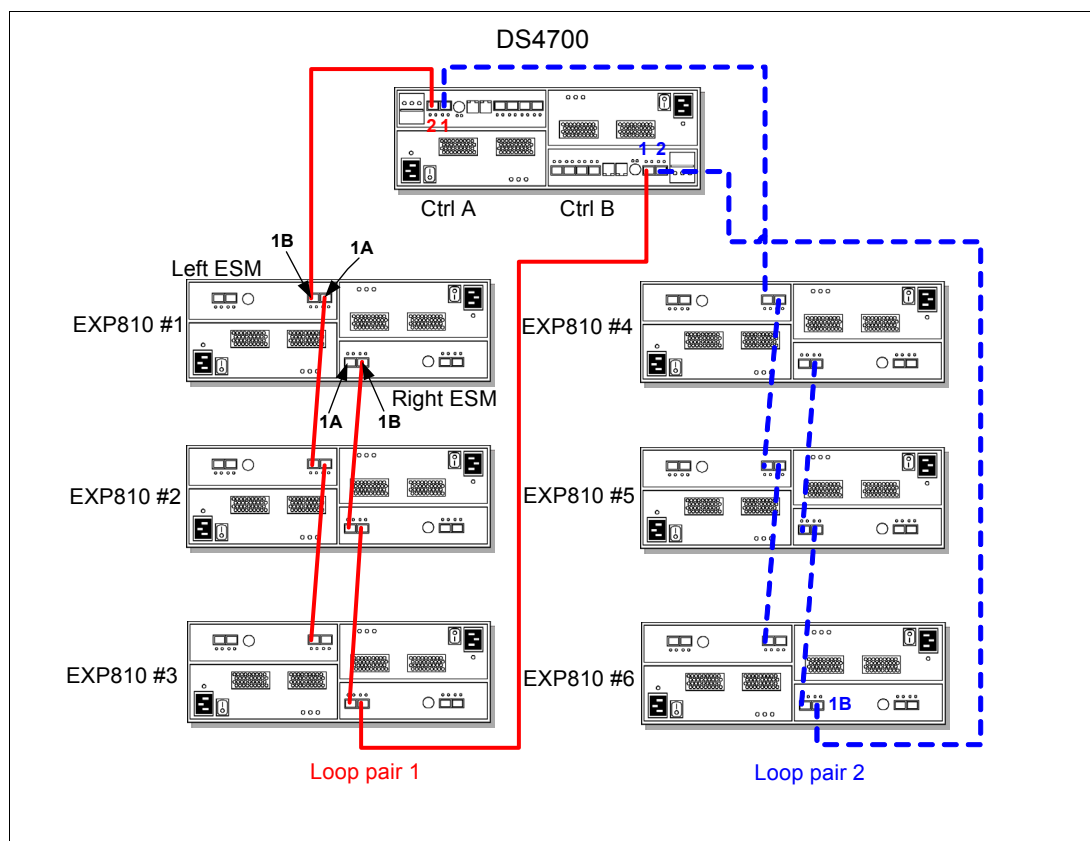 DS4700
2 1
1 2
Ctrl A
Ctrl B
1B
1A
Left ESM
EXP810 #1
EXP810 #4
Right ESM
1A
1B
EXP810 #2
EXP810 #5
EXP810 #3
EXP810 #6
1B
Loop pair 1
Loop pair 2